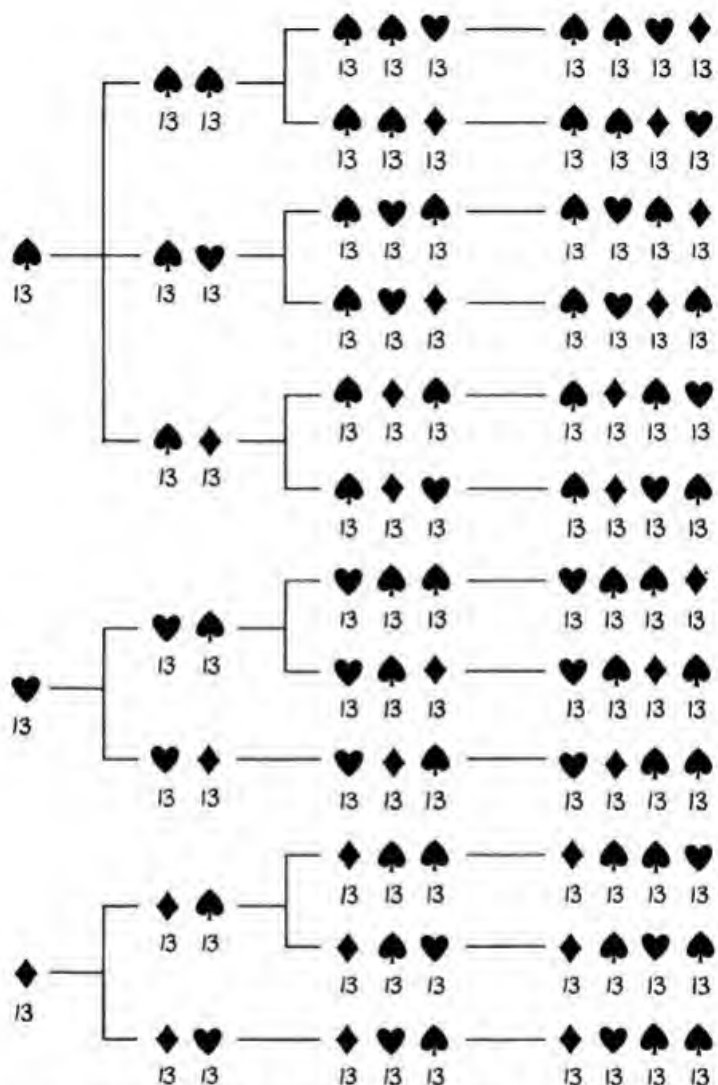 ♠ ♠ ♥ ♠ ♠ ♥ ♦
13 13 13 13 13 13 13
♠ ♠
13 13
♠ ♠ ♦ ♠ ♠ ♦ ♥
13 13 13 13 13 13 13
♠ ♥ ♠ ♠ ♥ ♠ ♦
13 13 13 13 13 13 13
♠ ♠ ♥
13 13 13
♠ ♥ ♦ ♠ ♥ ♦ ♠
13 13 13 13 13 13 13
♠ ♦ ♠ ♠ ♦ ♠ ♥
13 13 13 13 13 13 13
♠ ♦
13 13
♠ ♦ ♥ ♠ ♦ ♥ ♠
13 13 13 13 13 13 13
♥ ♠ ♠ ♥ ♠ ♠ ♦
13 13 13 13 13 13 13
♥ ♠
13 13
♥ ♠ ♦ ♥ ♠ ♦ ♠
13 13 13 13 13 13 13
♥
13
♥ ♦ ♥ ♦ ♠ ♥ ♦ ♠ ♠
13 13 13 13 13 13 13 13 13
♦ ♠ ♠ ♦ ♠ ♠ ♥
13 13 13 13 13 13 13
♦ ♠
13 13
♦ ♠ ♥ ♦ ♠ ♥ ♠
13 13 13 13 13 13 13
♦
13
♦ ♥ ♦ ♥ ♠ ♦ ♥ ♠ ♠
13 13 13 13 13 13 13 13 13